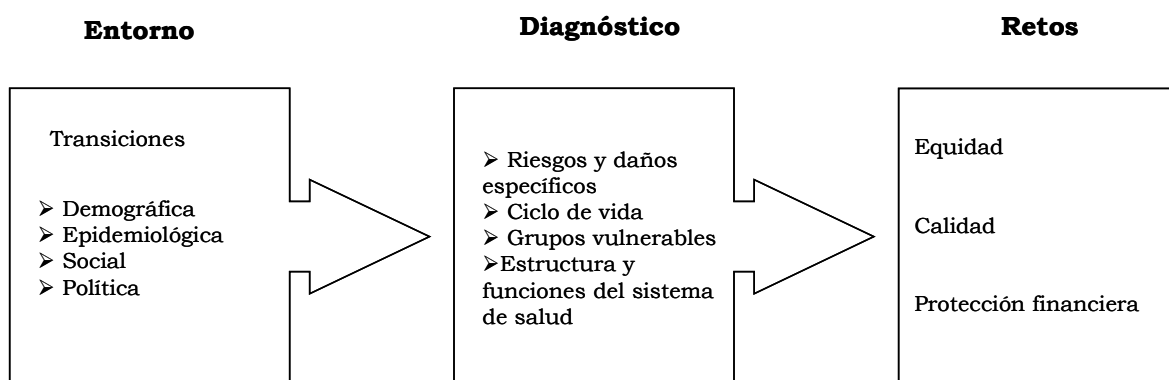 Entorno
Diagnóstico
Retos
Transiciones
➢ Demográfica
➢ Epidemiológica
➢ Social
➢ Política
➢ Riesgos y daños
específicos
➢ Ciclo de vida
➢ Grupos vulnerables
➢Estructura y
funciones del sistema
de salud
Equidad
Calidad
Protección financiera